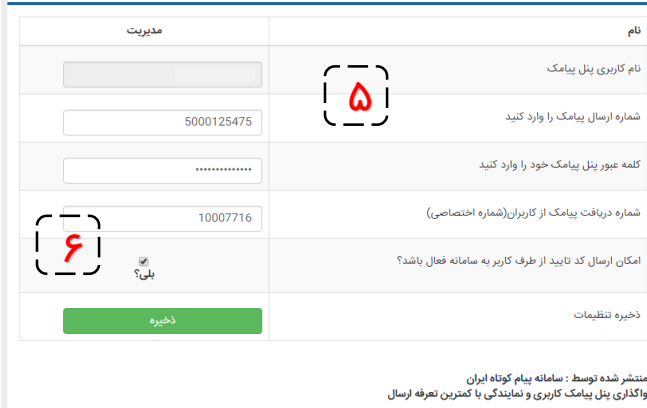 نام
مدیریت
نام کاربری پنل پیامک
۵
شماره ارسال پیامک را وارد کنید
5000125475
کلمه عبور پنل پیامک خود را وارد کنید
••••••••••••••
شماره دریافت پیامک از کاربران(شماره اختصاصی)
10007716
۶
امکان ارسال کد تایید از طرف کاربر به سامانه فعال باشد؟
بلی؟
ذخیره تنظیمات
ذخیره
منتشر شده توسط : سامانه پیام کوتاه ایران
واگذاری پنل پیامک کاربری و نمایندگی با کمترین تعرفه ارسال